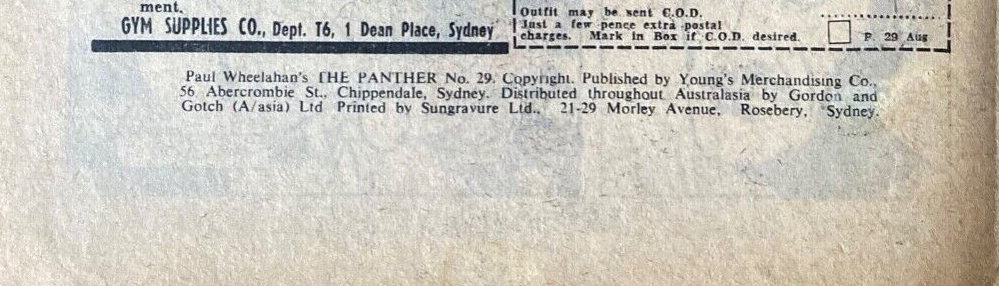 ment.
GYM SUPPLIES CO., Dept. T6, 1 Dean Place, Sydney
Outfit may be sent C.O.D.
Just a few pence extra postal
charges. Mark in Box if C.O.D. desired.
P. 29 Aug
Paul Wheelahan's THE PANTHER No. 29. Copyright. Published by Young's Merchandising Co.,
56 Abercrombie St., Chippendale, Sydney. Distributed throughout Australasia by Gordon and
Gotch (A/asia) Ltd Printed by Sungravure Ltd., 21-29 Morley Avenue, Rosebery, Sydney.